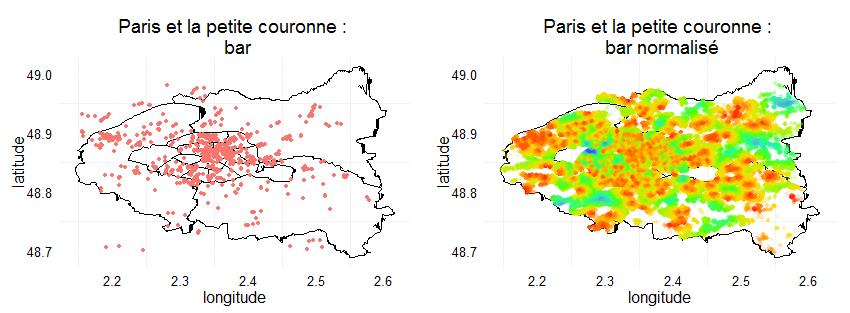 Paris et la petite couronne :
bar
49.0
48.9
48.8
48.7
latitude
2.2 2.3 2.4 2.5 2.6
longitude
Paris et la petite couronne :
bar normalisé
49.0
48.9
48.8
48.7
latitude
2.2 2.3 2.4 2.5 2.6
longitude